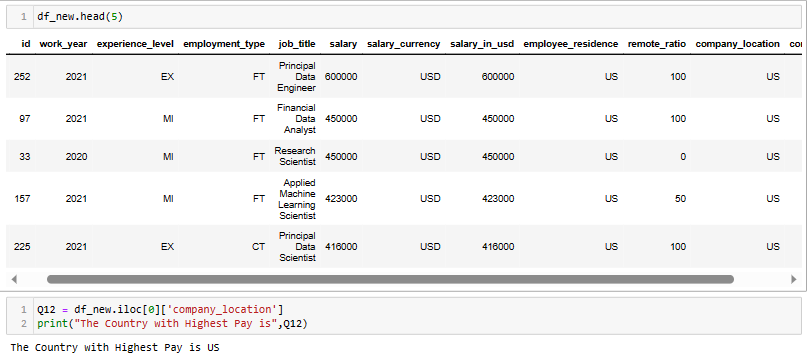 1 df_new.head(5)
id work_year experience_level employment_type job_title salary salary_currency salary_in_usd employee_residence remote_ratio company_location
252 2021 EX FT Principal Data Engineer 600000 USD 600000 US 100 US
97 2021 MI FT Financial Data Analyst 450000 USD 450000 US 100 US
33 2020 MI FT Research Scientist 450000 USD 450000 US 0 US
157 2021 MI FT Applied Machine Learning Scientist 423000 USD 423000 US 50 US
225 2021 EX CT Principal Data Scientist 416000 USD 416000 US 100 US
1 Q12 = df_new.iloc[0]['company_location']
2 print("The Country with Highest Pay is",Q12)
The Country with Highest Pay is US